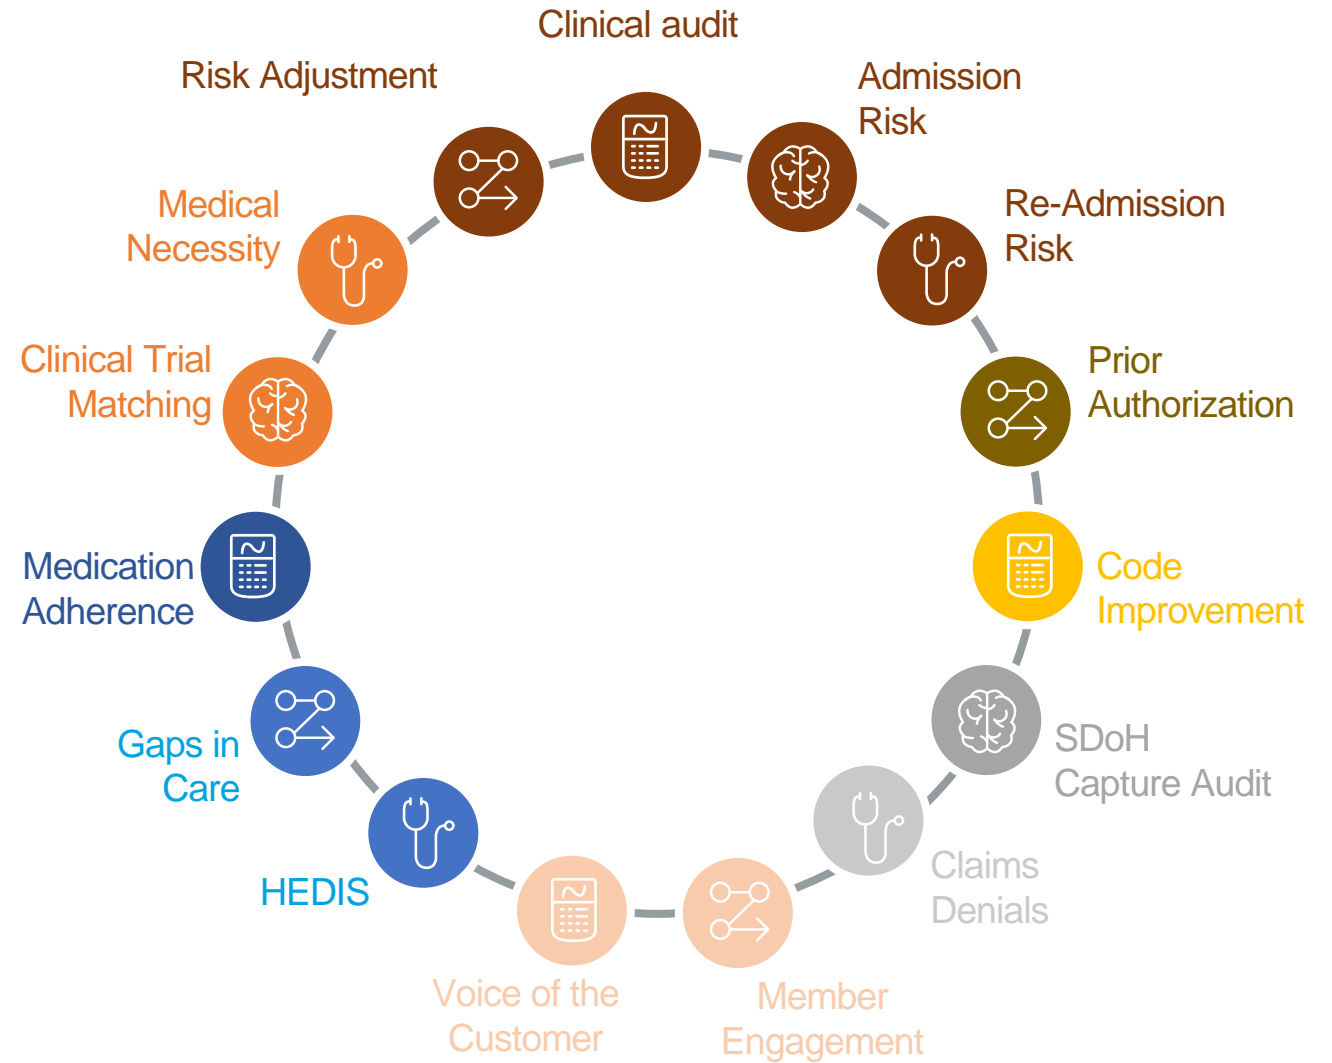 Clinical audit
Risk Adjustment
Admission
Risk
Medical
Necessity
Re-Admission
Risk
Clinical Trial
Matching
Prior
Authorization
Medication
Adherence
Code
Improvement
Gaps in
Care
SDoH
Capture Audit
HEDIS
Claims
Denials
Voice of the
Customer
Member
Engagement